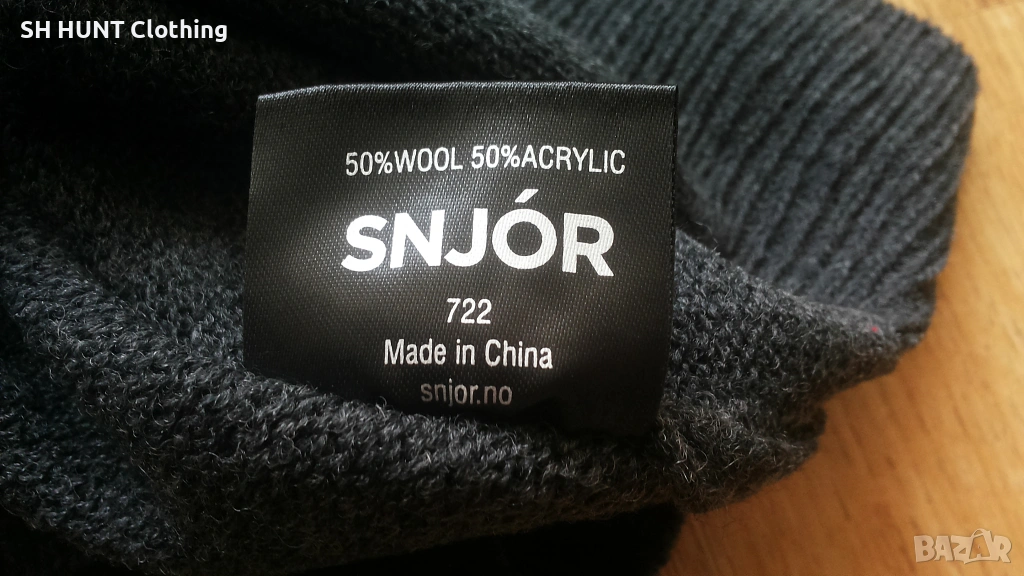 SH HUNT Clothing
50%WOOL 50%ACRYLIC
SNJÓR
722
Made in China
snjor.no
BAZAR